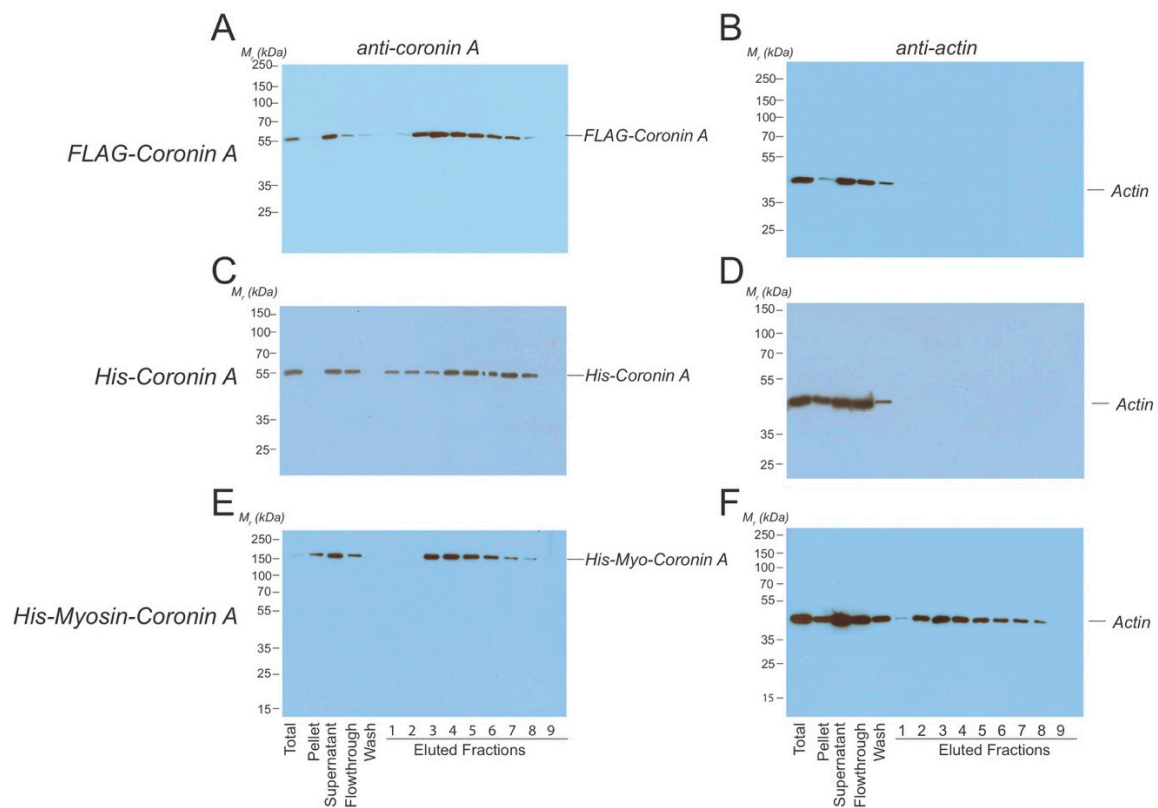 A
anti-coronin A
Mr (kDa)
250
150
100
70
55
35
25
FLAG-Coronin A
FLAG-Coronin A
B
anti-actin
Mr (kDa)
250
150
100
70
55
35
25
Actin
C
Mr (kDa)
150
100
70
55
35
25
His-Coronin A
His-Coronin A
D
Mr (kDa)
150
100
70
55
35
25
Actin
E
Mr (kDa)
250
150
100
70
55
35
25
15
His-Myosin-Coronin A
His-Myo-Coronin A
Total
Pellet
Supernatant
Flowthrough
Wash
1 2 3 4 5 6 7 8 9
Eluted Fractions
F
Mr (kDa)
250
150
100
70
55
35
25
15
Actin
Total
Pellet
Supernatant
Flowthrough
Wash
1 2 3 4 5 6 7 8 9
Eluted Fractions